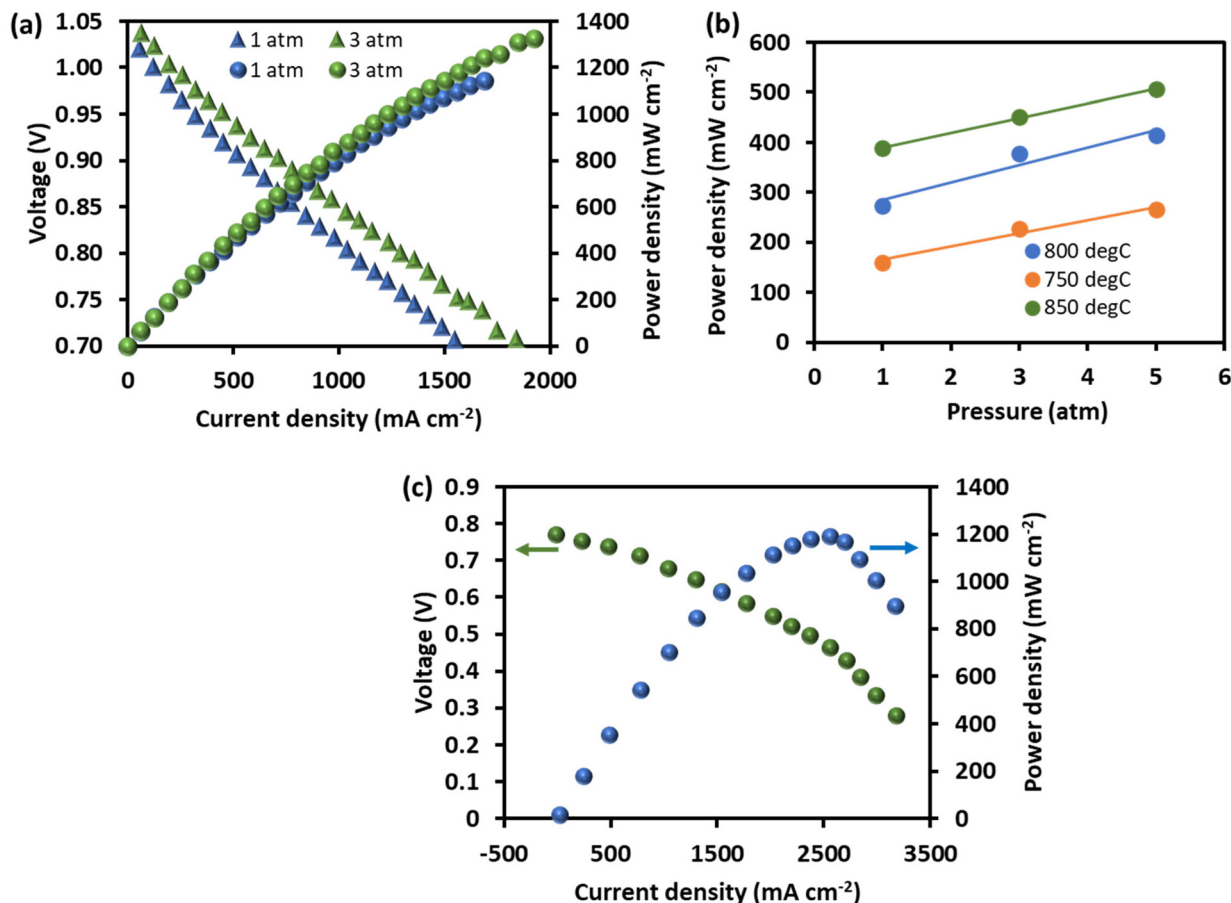 (a)
1.05
1.00
0.95
0.90
0.85
0.80
0.75
0.70
Voltage (V)
1 atm 3 atm
1 atm 3 atm
1400
1200
1000
800
600
400
200
0
Power density (mW cm⁻²)
0 500 1000 1500 2000
Current density (mA cm⁻²)
(b)
600
500
400
300
200
100
0
Power density (mW cm⁻²)
800 degC
750 degC
850 degC
0 1 2 3 4 5 6
Pressure (atm)
(c)
0.9
0.8
0.7
0.6
0.5
0.4
0.3
0.2
0.1
0
Voltage (V)
1400
1200
1000
800
600
400
200
0
Power density (mW cm⁻²)
-500 500 1500 2500 3500
Current density (mA cm⁻²)